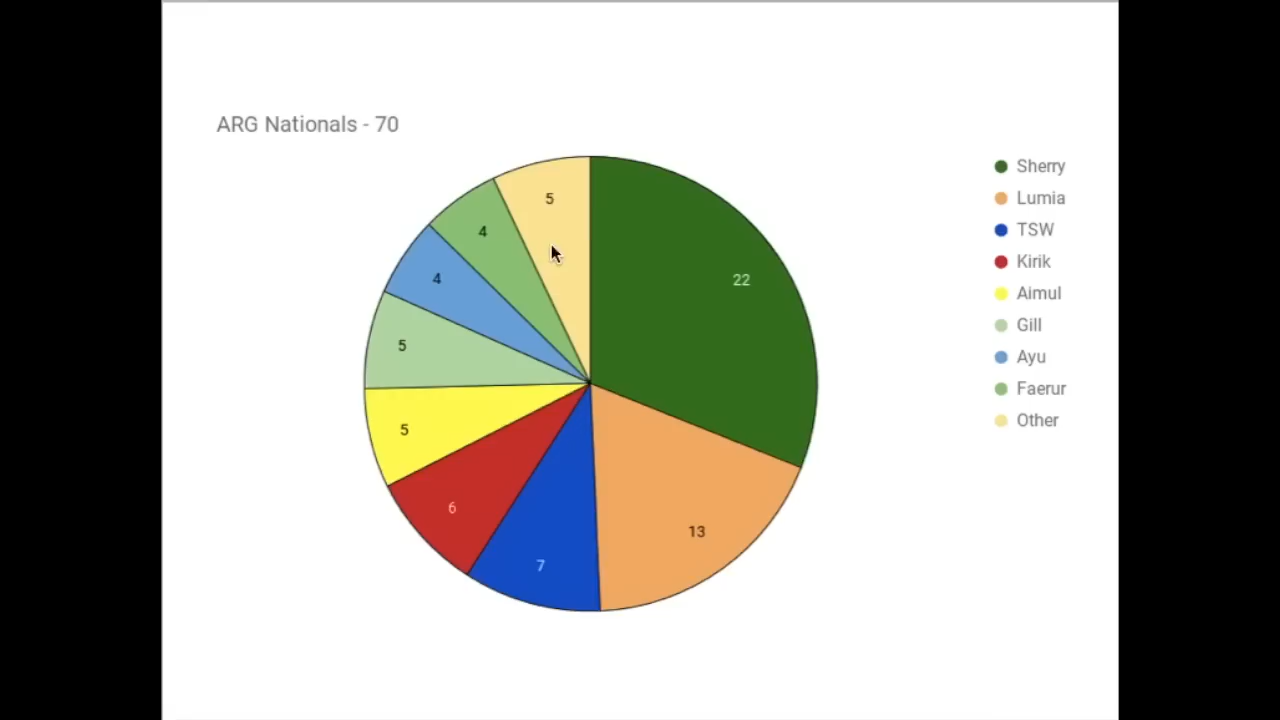 ARG Nationals - 70
Sherry
Lumia
TSW
Kirik
Aimul
Gill
Ayu
Faerur
Other
5
4
22
4
5
5
6
13
7